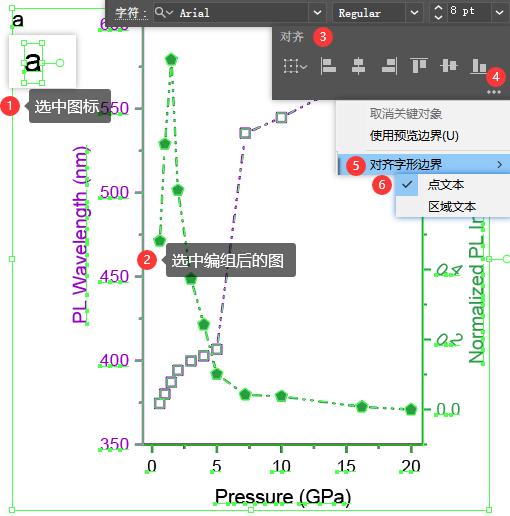 a
字符: Arial Regular 8 pt
对齐 3
4
a
1 选中图标
取消关键对象
使用预览边界(U)
5 对齐字形边界
6 点文本
区域文本
2 选中编组后的图
PL Wavelength (nm)
600
550
500
450
400
350
0.4
0.2
0.0
Normalized PL In
0 5 10 15 20
Pressure (GPa)